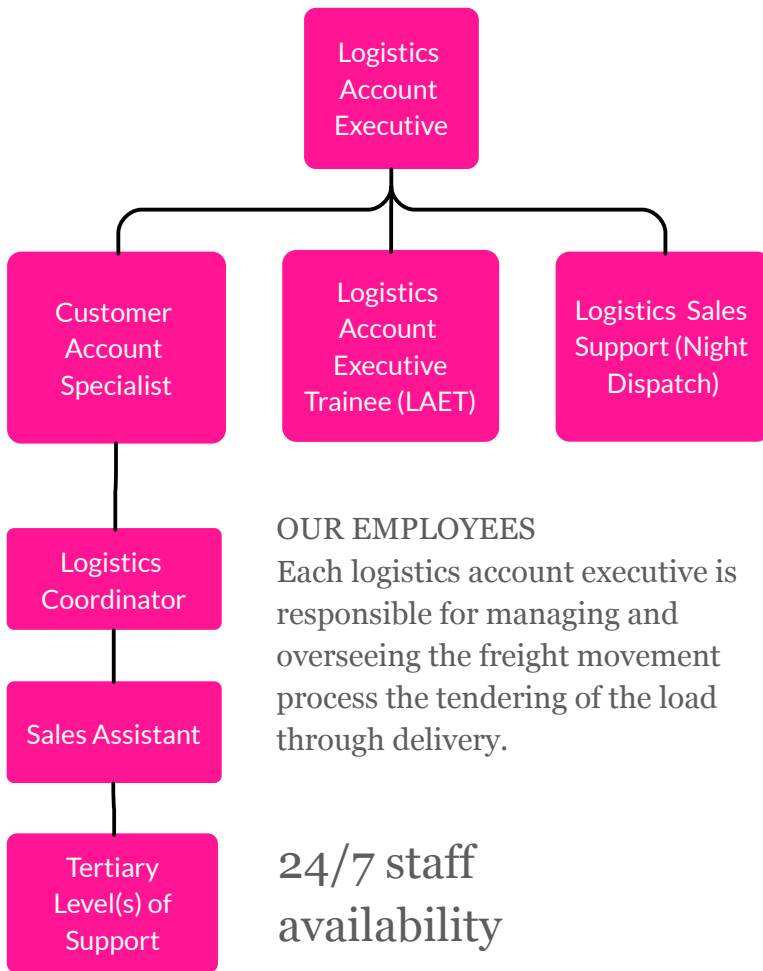 Logistics
Account
Executive
Customer
Account
Specialist
Logistics
Account
Executive
Trainee (LAET)
Logistics  Sales
Support (Night
Dispatch)
Logistics
Coordinator
Sales Assistant
Tertiary
Level(s) of
Support
OUR EMPLOYEES
Each logistics account executive is
responsible for managing and
overseeing the freight movement
process the tendering of the load
through delivery.
24/7 staff
availability